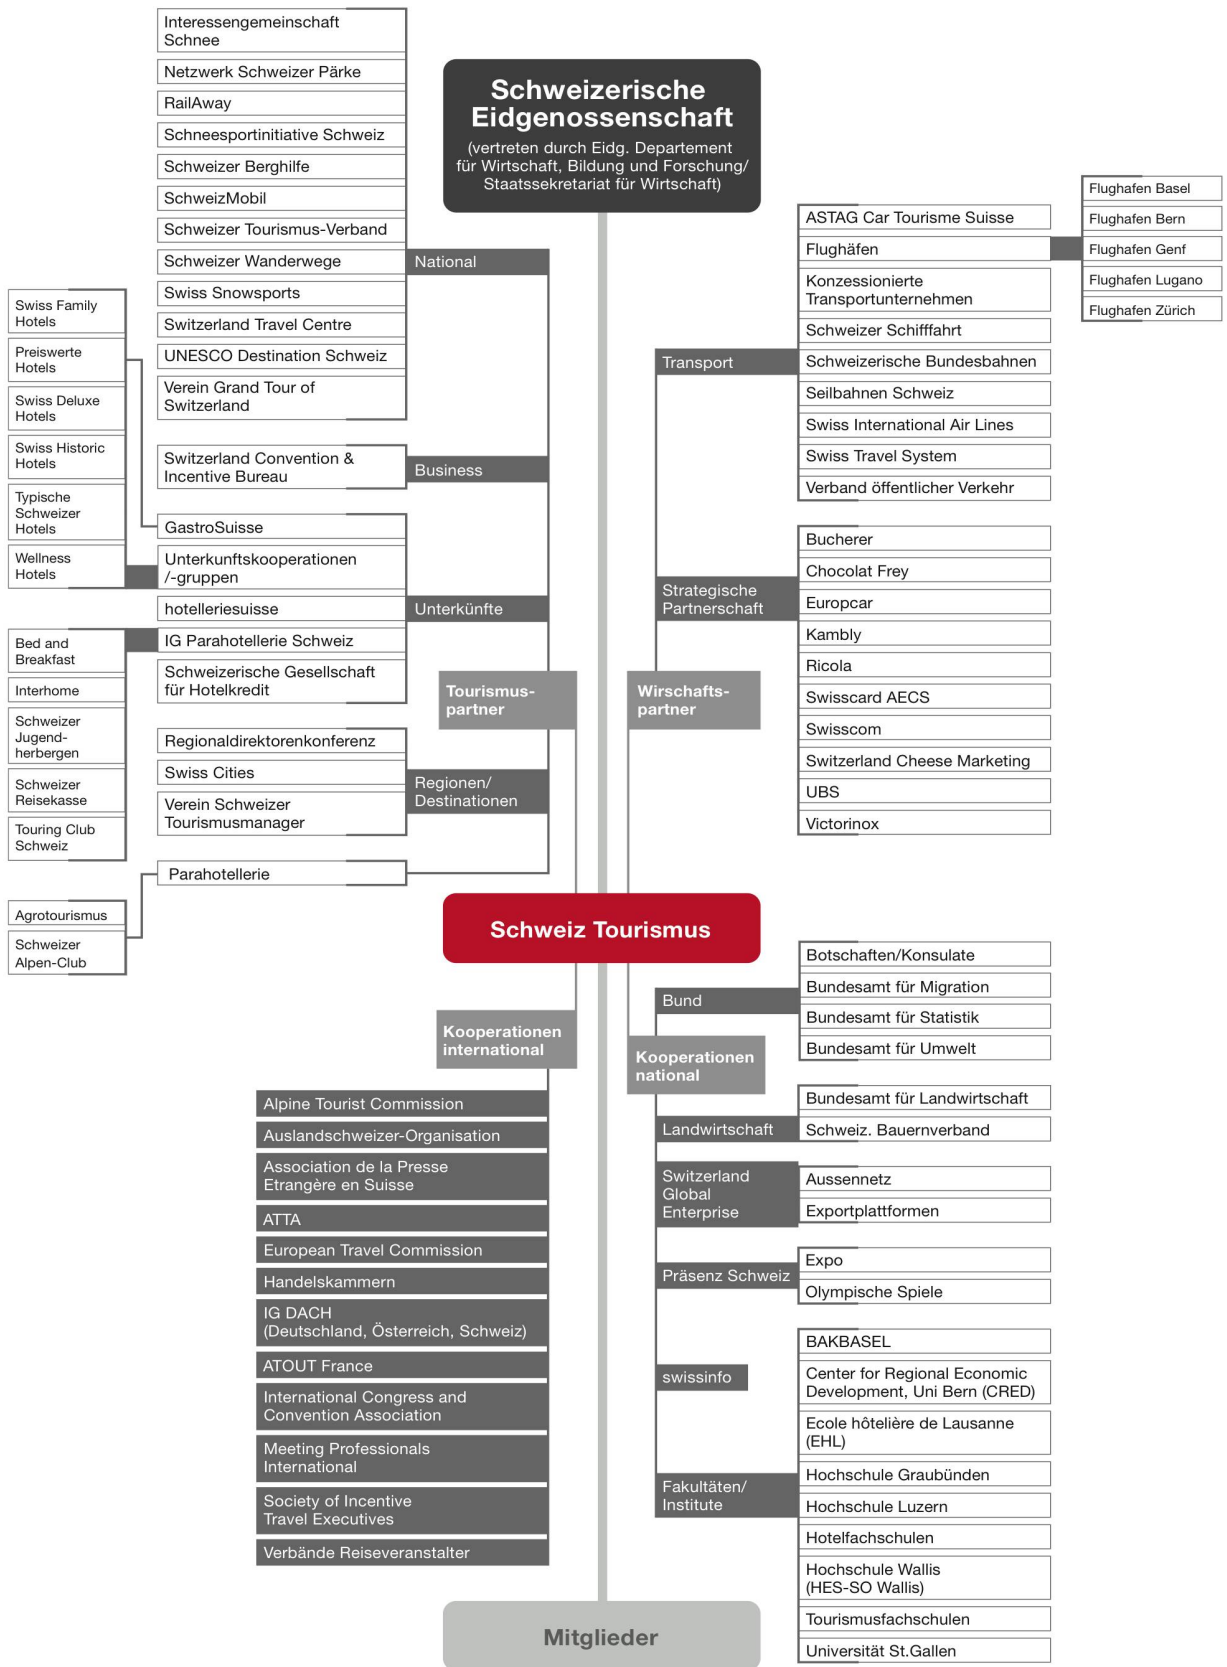 Schweizerische
Eidgenossenschaft
(vertreten durch Eidg. Departement
für Wirtschaft, Bildung und Forschung/
Staatssekretariat für Wirtschaft)
Interessengemeinschaft
Schnee
Netzwerk Schweizer Pärke
RailAway
Schneesportinitiative Schweiz
Schweizer Berghilfe
SchweizMobil
Schweizer Tourismus-Verband
Schweizer Wanderwege
Swiss Snowsports
Switzerland Travel Centre
UNESCO Destination Schweiz
Verein Grand Tour of
Switzerland
National
Switzerland Convention &
Incentive Bureau
Business
Swiss Family
Hotels
Preiswerte
Hotels
Swiss Deluxe
Hotels
Swiss Historic
Hotels
Typische
Schweizer
Hotels
Wellness
Hotels
GastroSuisse
Unterkunftskooperationen
/-gruppen
hotelleriesuisse
IG Parahotellerie Schweiz
Schweizerische Gesellschaft
für Hotelkredit
Unterkünfte
Bed and
Breakfast
Interhome
Schweizer
Jugend-
herbergen
Schweizer
Reisekasse
Touring Club
Schweiz
Regionaldirektorenkonferenz
Swiss Cities
Verein Schweizer
Tourismusmanager
Regionen/
Destinationen
Parahotellerie
Agrotourismus
Schweizer
Alpen-Club
Tourismus-
partner
Wirschafts-
partner
Transport
ASTAG Car Tourisme Suisse
Flughäfen
Konzessionierte
Transportunternehmen
Schweizer Schifffahrt
Schweizerische Bundesbahnen
Seilbahnen Schweiz
Swiss International Air Lines
Swiss Travel System
Verband öffentlicher Verkehr
Flughafen Basel
Flughafen Bern
Flughafen Genf
Flughafen Lugano
Flughafen Zürich
Strategische
Partnerschaft
Bucherer
Chocolat Frey
Europcar
Kambly
Ricola
Swisscard AECS
Swisscom
Switzerland Cheese Marketing
UBS
Victorinox
Schweiz Tourismus
Kooperationen
international
Alpine Tourist Commission
Auslandschweizer-Organisation
Association de la Presse
Etrangère en Suisse
ATTA
European Travel Commission
Handelskammern
IG DACH
(Deutschland, Österreich, Schweiz)
ATOUT France
International Congress and
Convention Association
Meeting Professionals
International
Society of Incentive
Travel Executives
Verbände Reiseveranstalter
Kooperationen
national
Bund
Botschaften/Konsulate
Bundesamt für Migration
Bundesamt für Statistik
Bundesamt für Umwelt
Landwirtschaft
Bundesamt für Landwirtschaft
Schweiz. Bauernverband
Switzerland
Global
Enterprise
Aussennetz
Exportplattformen
Präsenz Schweiz
Expo
Olympische Spiele
swissinfo
Fakultäten/
Institute
BAKBASEL
Center for Regional Economic
Development, Uni Bern (CRED)
Ecole hôtelière de Lausanne
(EHL)
Hochschule Graubünden
Hochschule Luzern
Hotelfachschulen
Hochschule Wallis
(HES-SO Wallis)
Tourismusfachschulen
Universität St.Gallen
Mitglieder